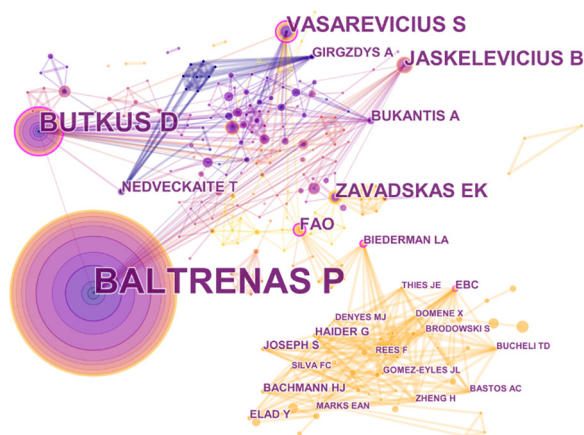 VASAREVICIUS S
GIRGZDYS A
JASKELEVICIUS B
BUTKUS D
BUKANTIS A
NEDVECKAITE T
ZAVADSKAS EK
FAO
BIEDERMAN LA
BALTRENAS P
THIES JE
EBC
DENYES MJ
DOMENE X
HAIDER G
BRODOWSKI S
JOSEPH S
REES F
BUCHELI TD
SILVA FC
GOMEZ-EYLES JL
BACHMANN HJ
BASTOS AC
ZHENG H
MARKS EAN
ELAD Y